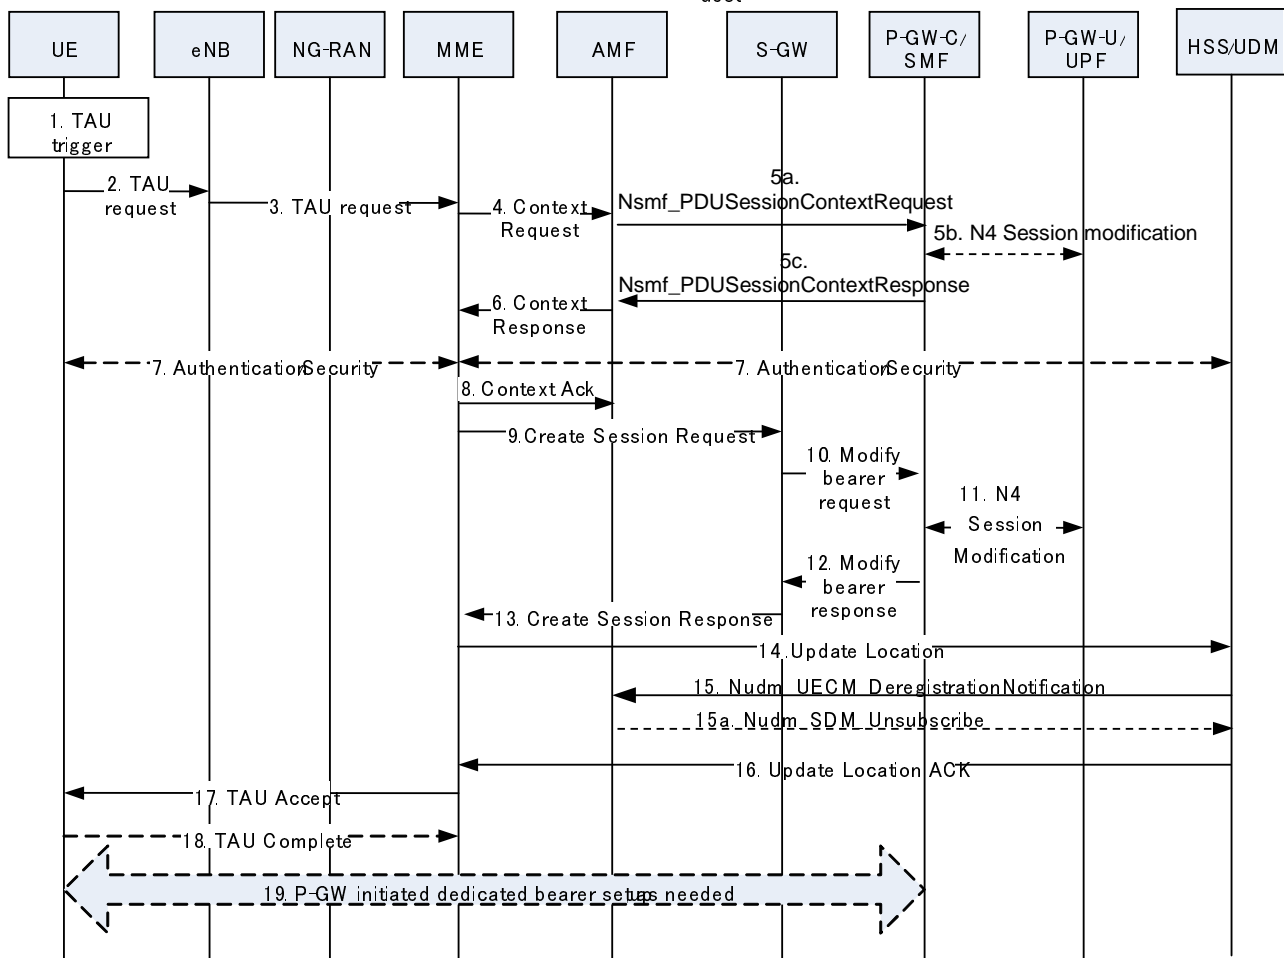 UE
eNB
NG-RAN
MME
AMF
S-GW
P-GW-C/
SMF
P-GW-U/
UPF
HSS/UDM
1. TAU
trigger
2. TAU
request
3. TAU request
4. Context
Request
5a.
Nsmf_PDUSessionContextRequest
5b. N4 Session modification
5c.
Nsmf_PDUSessionContextResponse
6. Context
Response
7. Authentication/Security
7. Authentication/Security
8. Context Ack
9.Create Session Request
10. Modify
bearer
request
11. N4
Session
Modification
12. Modify
bearer
response
13. Create Session Response
14.Update Location
15. Nudm_UECM_DeregistrationNotification
15a. Nudm_SDM_Unsubscribe
16. Update Location ACK
17. TAU Accept
18. TAU Complete
19. P-GW initiated dedicated bearer setup as needed